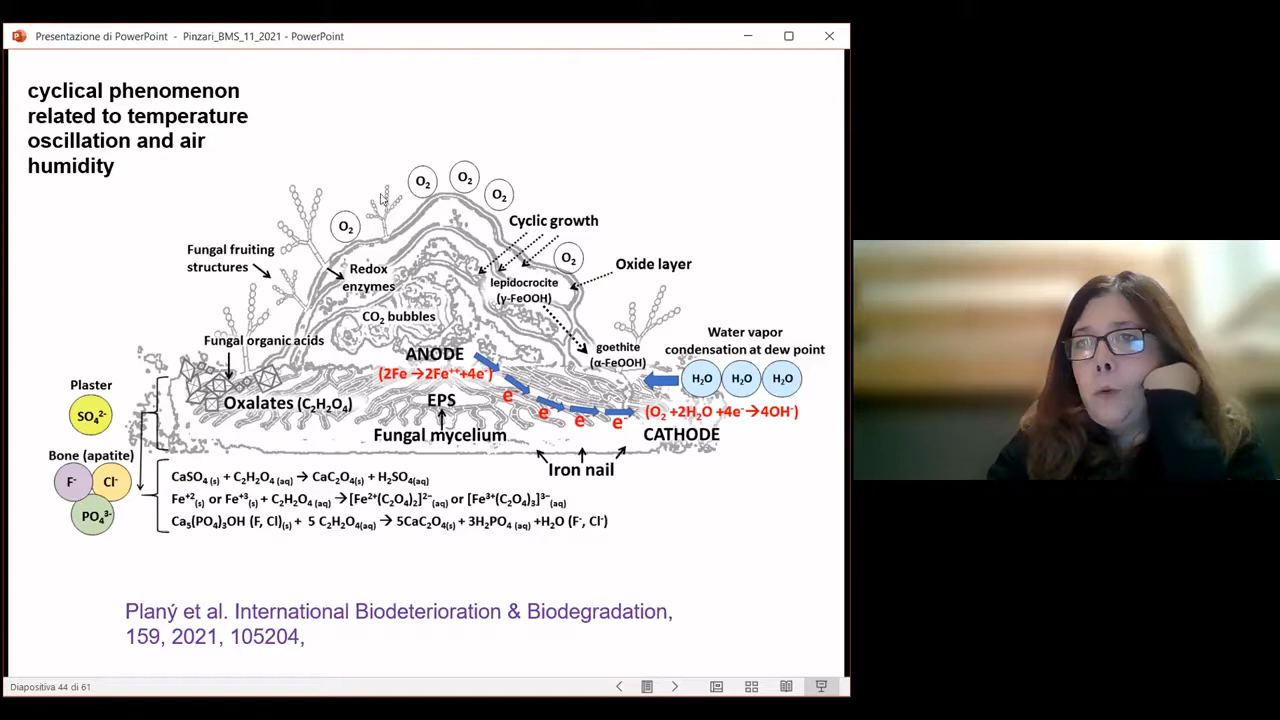 Presentazione di PowerPoint - Pinzari_BMS_11_2021 - PowerPoint
cyclical phenomenon
related to temperature
oscillation and air
humidity
O₂
O₂
O₂
O₂
O₂
Cyclic growth
Fungal fruiting
structures
Redox
enzymes
Oxide layer
lepidocrocite
(γ-FeOOH)
CO₂ bubbles
Fungal organic acids
goethite
(α-FeOOH)
Water vapor
condensation at dew point
H₂O
H₂O
H₂O
ANODE
(2Fe →2Fe⁺⁺+4e⁻)
e⁻
e⁻
e⁻
e⁻
(O₂ +2H₂O +4e⁻→4OH⁻)
CATHODE
Plaster
SO₄²⁻
Oxalates (C₂H₂O₄)
EPS
Fungal mycelium
Iron nail
Bone (apatite)
F⁻
Cl⁻
PO₄³⁻
CaSO₄ (s) + C₂H₂O₄ (aq) → CaC₂O₄(s) + H₂SO₄(aq)
Fe⁺²(s) or Fe⁺³(s) + C₂H₂O₄ (aq) →[Fe²⁺(C₂O₄)₂]²⁻(aq) or [Fe³⁺(C₂O₄)₃]³⁻(aq)
Ca₅(PO₄)₃OH (F, Cl)(s) + 5 C₂H₂O₄(aq) → 5CaC₂O₄(s) + 3H₂PO₄ (aq) +H₂O (F⁻, Cl⁻)
Planý et al. International Biodeterioration & Biodegradation,
159, 2021, 105204,
Diapositiva 44 di 61